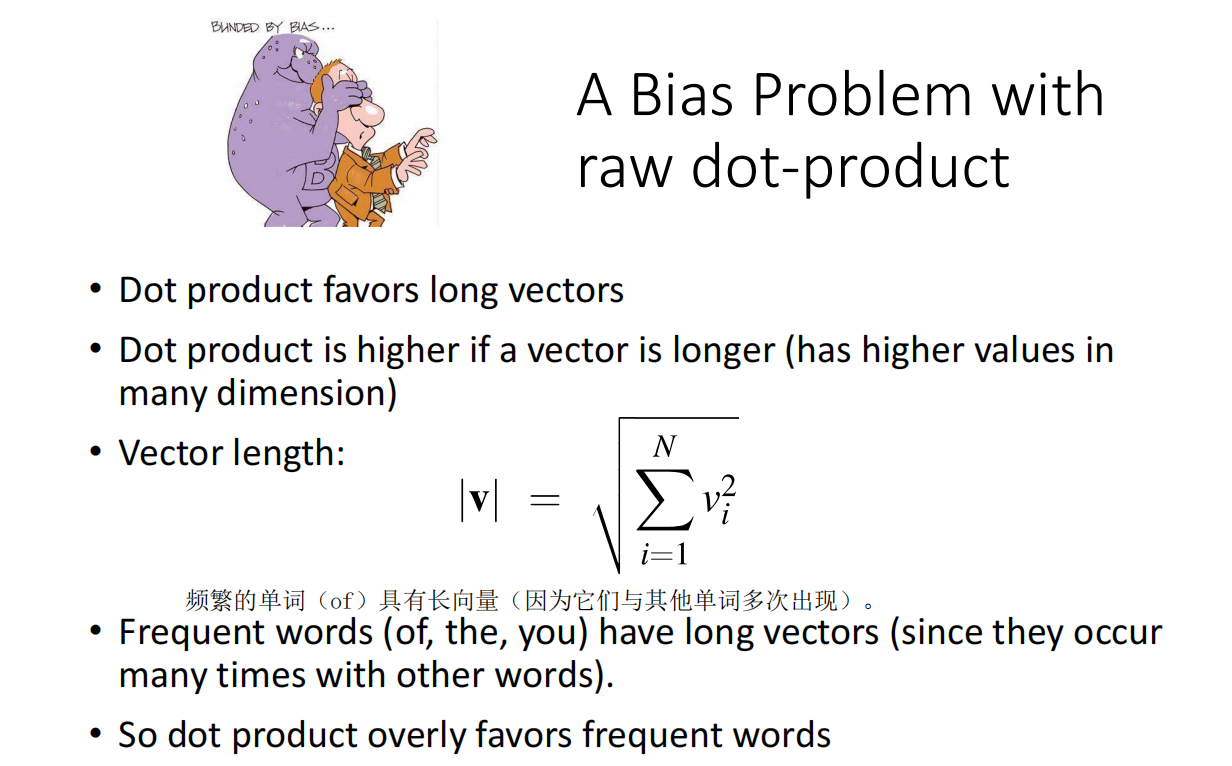 BLINDED BY BIAS...
A Bias Problem with
raw dot-product
• Dot product favors long vectors
• Dot product is higher if a vector is longer (has higher values in
many dimension)
• Vector length:
|v| = √∑_{i=1}^{N} v_i^2
频繁的单词（of）具有长向量（因为它们与其他单词多次出现）。
• Frequent words (of, the, you) have long vectors (since they occur
many times with other words).
• So dot product overly favors frequent words
B